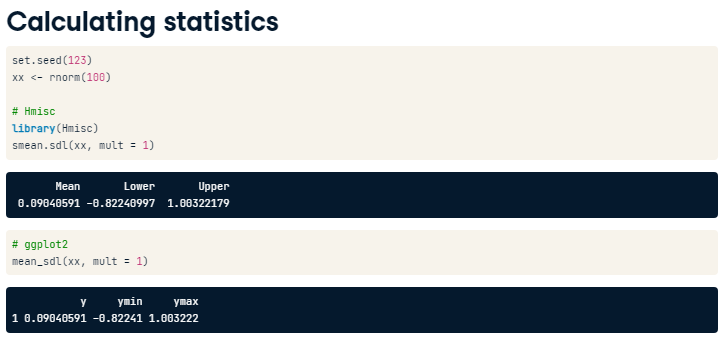 Calculating statistics
set.seed(123)
xx <- rnorm(100)
# Hmisc
library(Hmisc)
smean.sdl(xx, mult = 1)
Mean Lower Upper
0.09040591 -0.82240997 1.00322179
# ggplot2
mean_sdl(xx, mult = 1)
y ymin ymax
1 0.09040591 -0.82241 1.003222